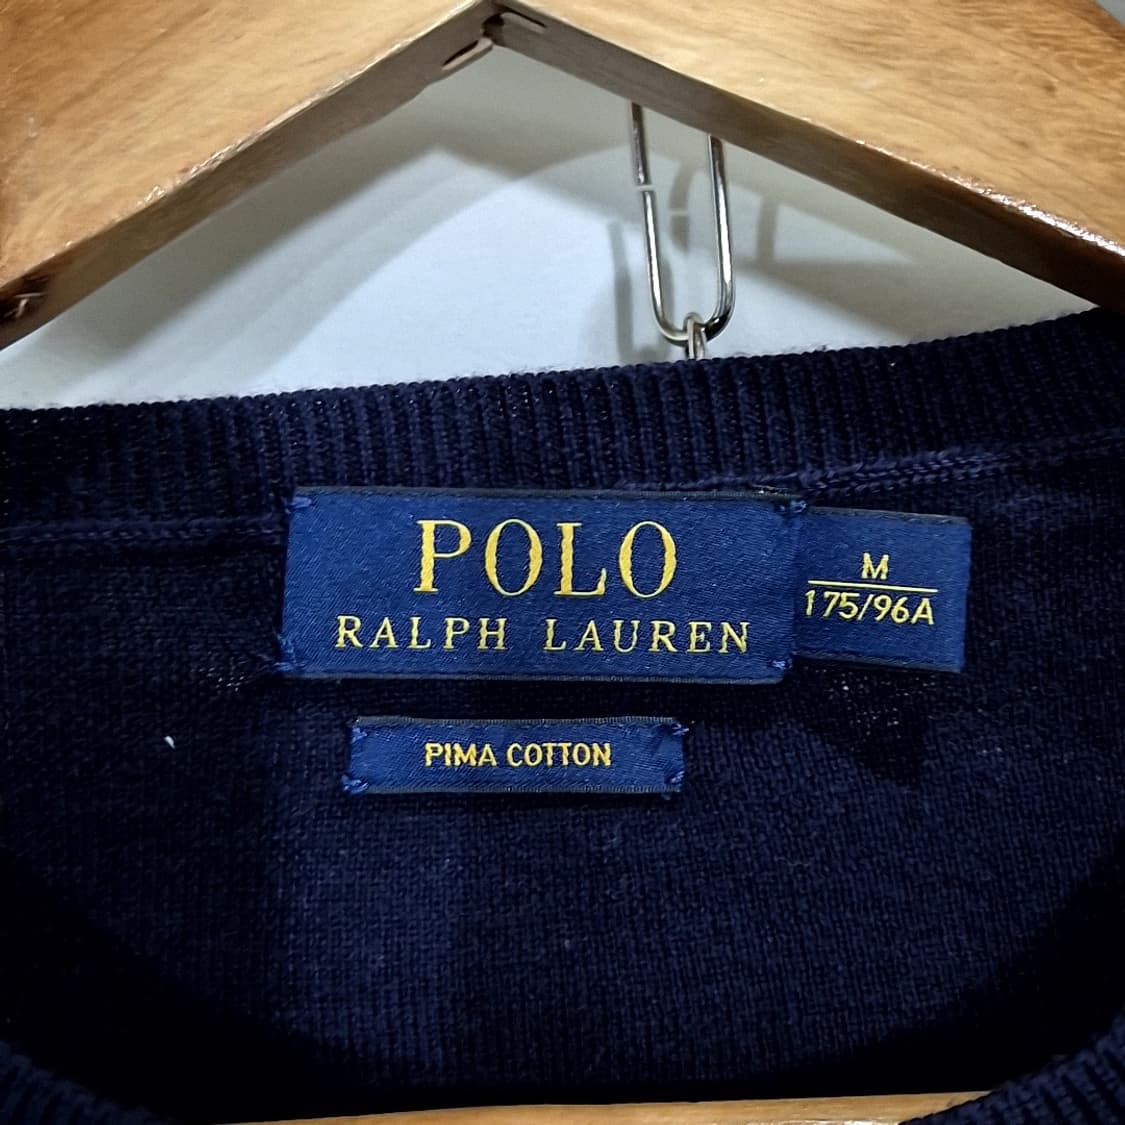 POLO
RALPH LAUREN
M
175/96A
PIMA COTTON